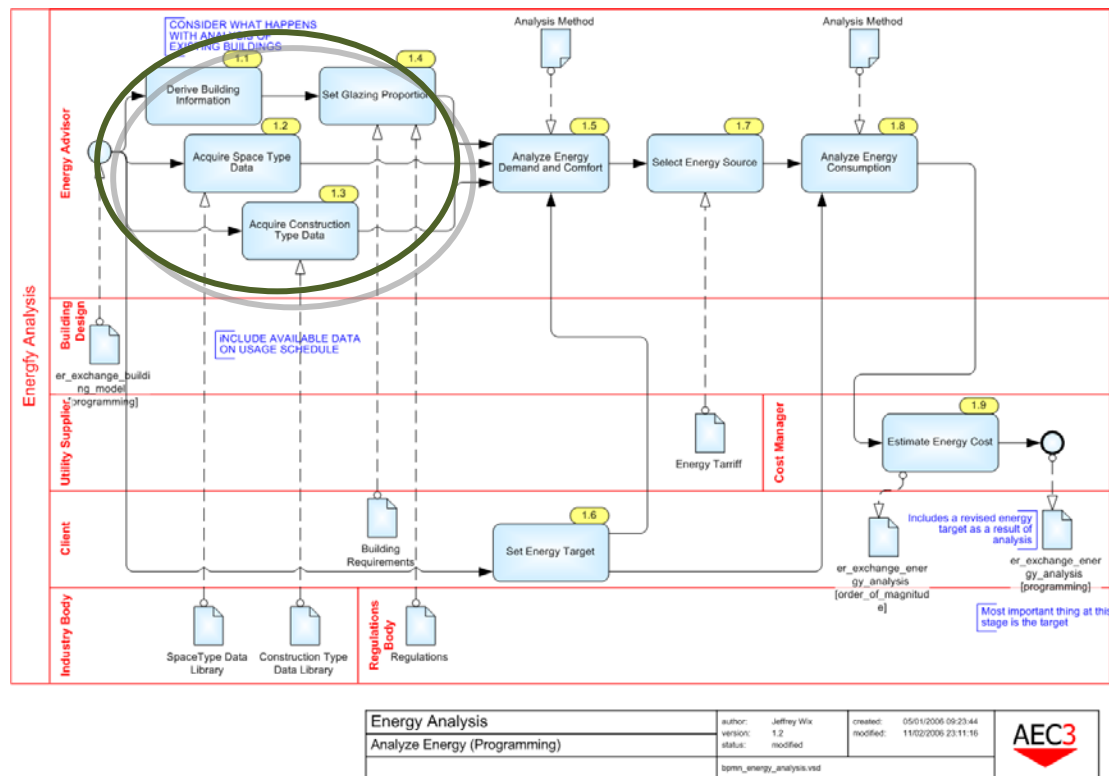 Energfy Analysis
Energy Advisor
Building
Design
Utility Supplier
Cost Manager
Client
Industry Body
Regulations
Body
CONSIDER WHAT HAPPENS
WITH ANALYSIS OF
EXISTING BUILDINGS
1.1
Derive Building
Information
1.4
Set Glazing Proportion
1.2
Acquire Space Type
Data
1.3
Acquire Construction
Type Data
Analysis Method
1.5
Analyze Energy
Demand and Comfort
1.7
Select Energy Source
Analysis Method
1.8
Analyze Energy
Consumption
er_exchange_buildi
ng_model
[programming]
INCLUDE AVAILABLE DATA
ON USAGE SCHEDULE
Energy Tarriff
1.9
Estimate Energy Cost
Building
Requirements
1.6
Set Energy Target
er_exchange_ener
gy_analysis
[order_of_magnitud
e]
Includes a revised energy
target as a result of
analysis
er_exchange_ener
gy_analysis
[programming]
Most important thing at this
stage is the target
SpaceType Data
Library
Construction Type
Data Library
Regulations
Energy Analysis
Analyze Energy (Programming)
author: Jeffrey Wix
version: 1.2
status: modified
created: 05/01/2006 09:23:44
modified: 11/02/2006 23:11:16
bpmn_energy_analysis.vsd
AEC3